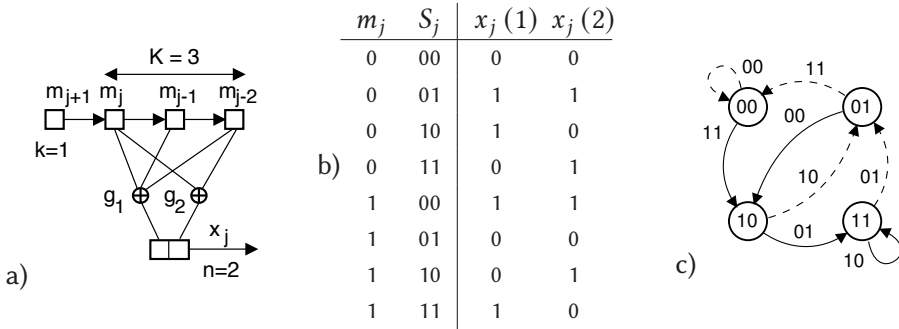 K = 3
m_{j+1} m_j m_{j-1} m_{j-2}
k=1
g_1 g_2
x_j
n=2
a)
b)
m_j S_j x_j (1) x_j (2)
0 00 0 0
0 01 1 1
0 10 1 0
0 11 0 1
1 00 1 1
1 01 0 0
1 10 0 1
1 11 1 0
00 11
00 01
11 00
10 01
10 11
01
10
c)